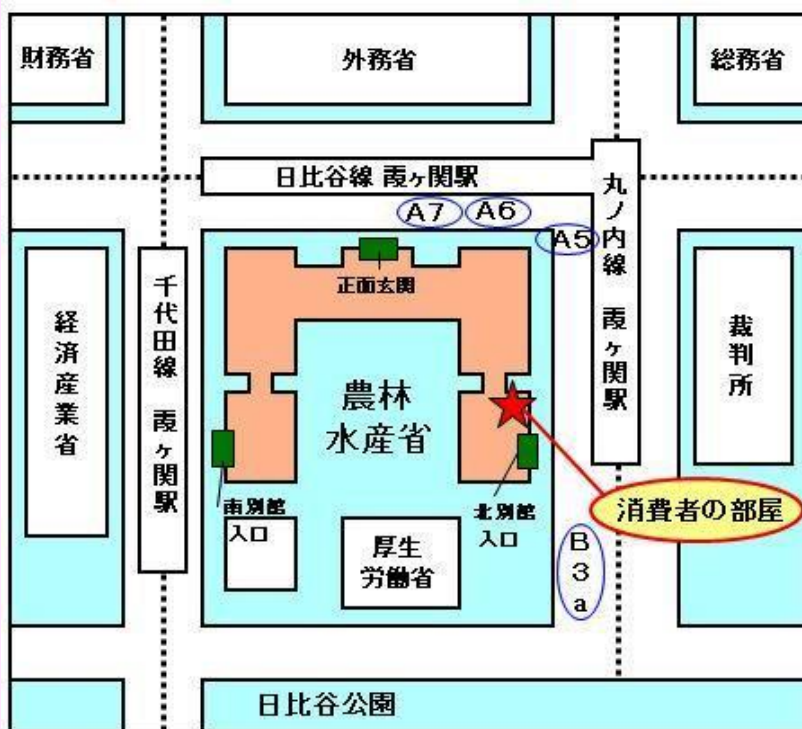 財務省
外務省
総務省
日比谷線 霞ヶ関駅
丸ノ内線 霞ヶ関駅
A7
A6
A5
正面玄関
千代田線 霞ヶ関駅
経済産業省
裁判所
農林
水産省
南別館
入口
北別館
入口
消費者の部屋
厚生
労働省
B3a
日比谷公園